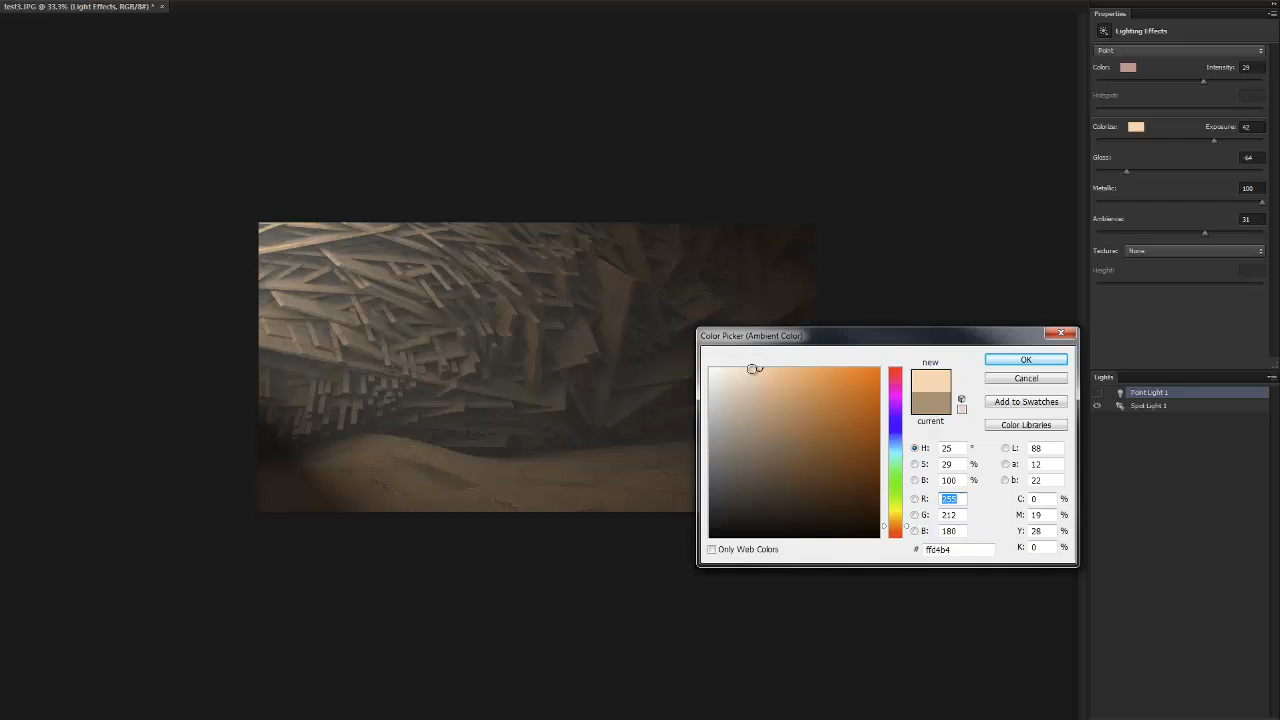 test3.JPG @ 33.3% (Light Effects, RGB/8#) *
Properties
Lighting Effects
Point
Color:
Intensity: 29
Hotspot:
Colorize:
Exposure: 42
Gloss: -64
Metallic: 100
Ambience: 31
Texture: None
Height:
Color Picker (Ambient Color)
new
current
OK
Cancel
Add to Swatches
Color Libraries
H: 25 °
L: 88
S: 29 %
a: 12
B: 100 %
b: 22
R: 255
C: 0 %
G: 212
M: 19 %
B: 180
Y: 28 %
# ffd4b4
K: 0 %
Only Web Colors
Lights
Point Light 1
Spot Light 1